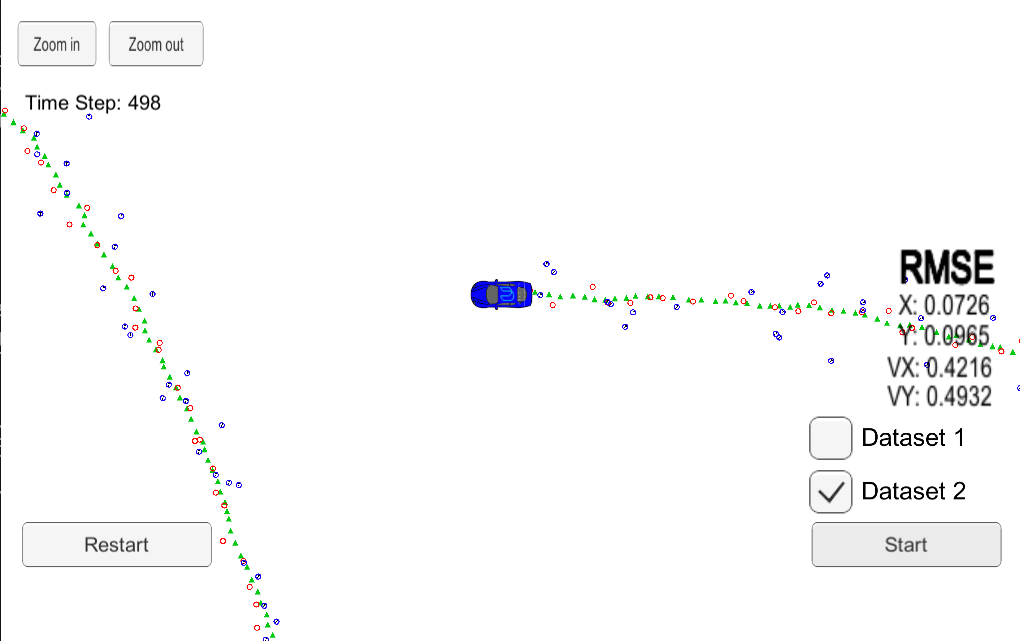 Zoom in
Zoom out
Time Step: 498
RMSE
X: 0.0726
Y: 0.0965
VX: 0.4216
VY: 0.4932
Dataset 1
Dataset 2
Restart
Start